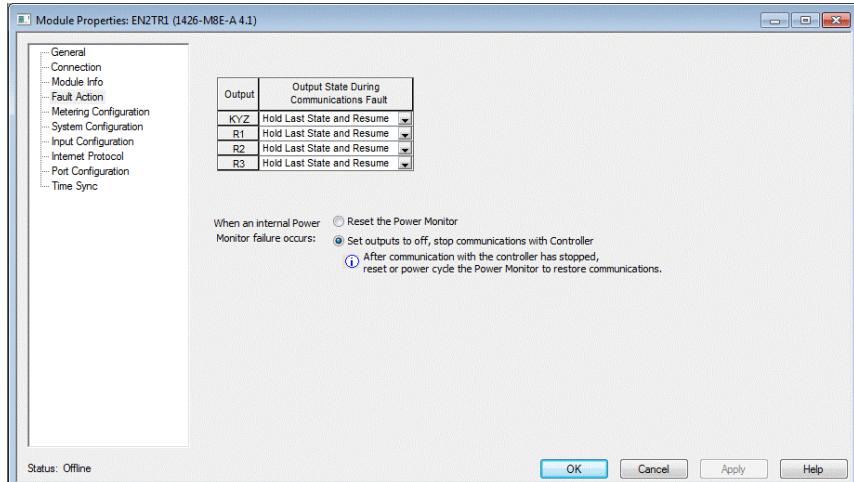 Module Properties: EN2TR1 (1426-M8E-A 4.1)
General
Connection
Module Info
Fault Action
Metering Configuration
System Configuration
Input Configuration
Internet Protocol
Port Configuration
Time Sync
Output
Output State During
Communications Fault
KYZ Hold Last State and Resume
R1 Hold Last State and Resume
R2 Hold Last State and Resume
R3 Hold Last State and Resume
When an internal Power
Monitor failure occurs:
Reset the Power Monitor
Set outputs to off, stop communications with Controller
After communication with the controller has stopped,
reset or power cycle the Power Monitor to restore communications.
Status: Offline
OK
Cancel
Apply
Help